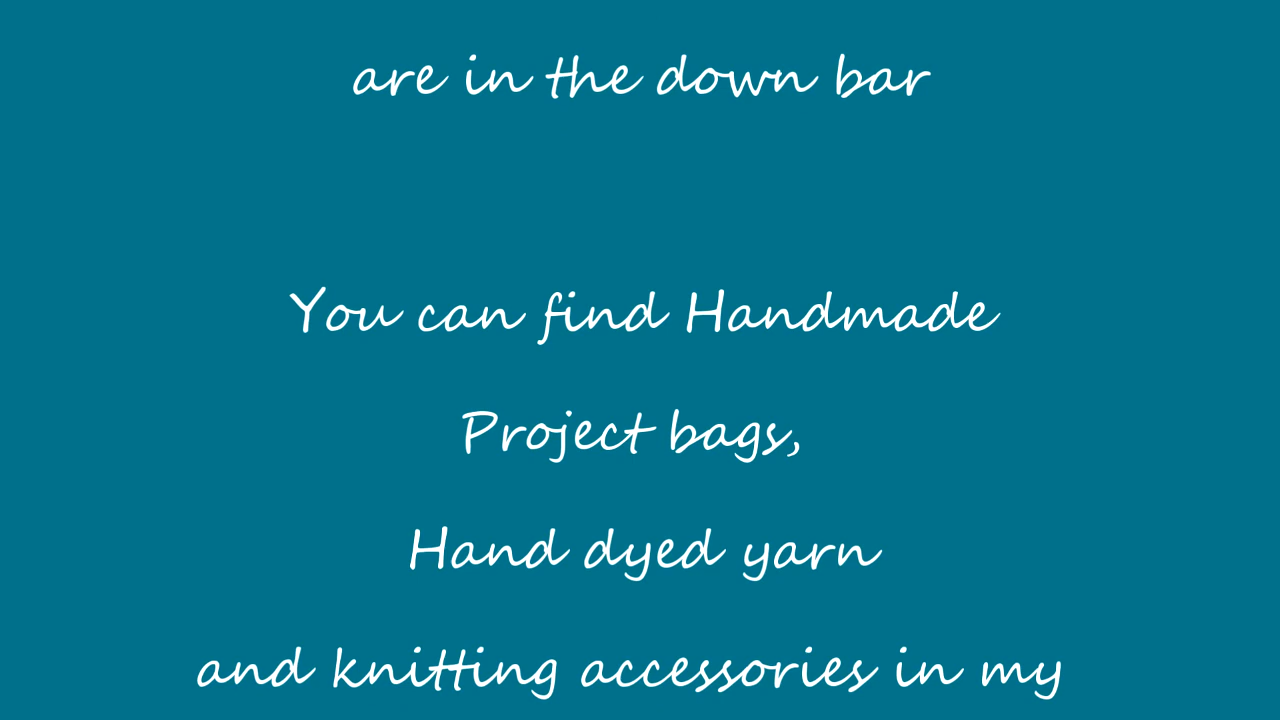 are in the down bar
You can find Handmade
Project bags,
Hand dyed yarn
and knitting accessories in my